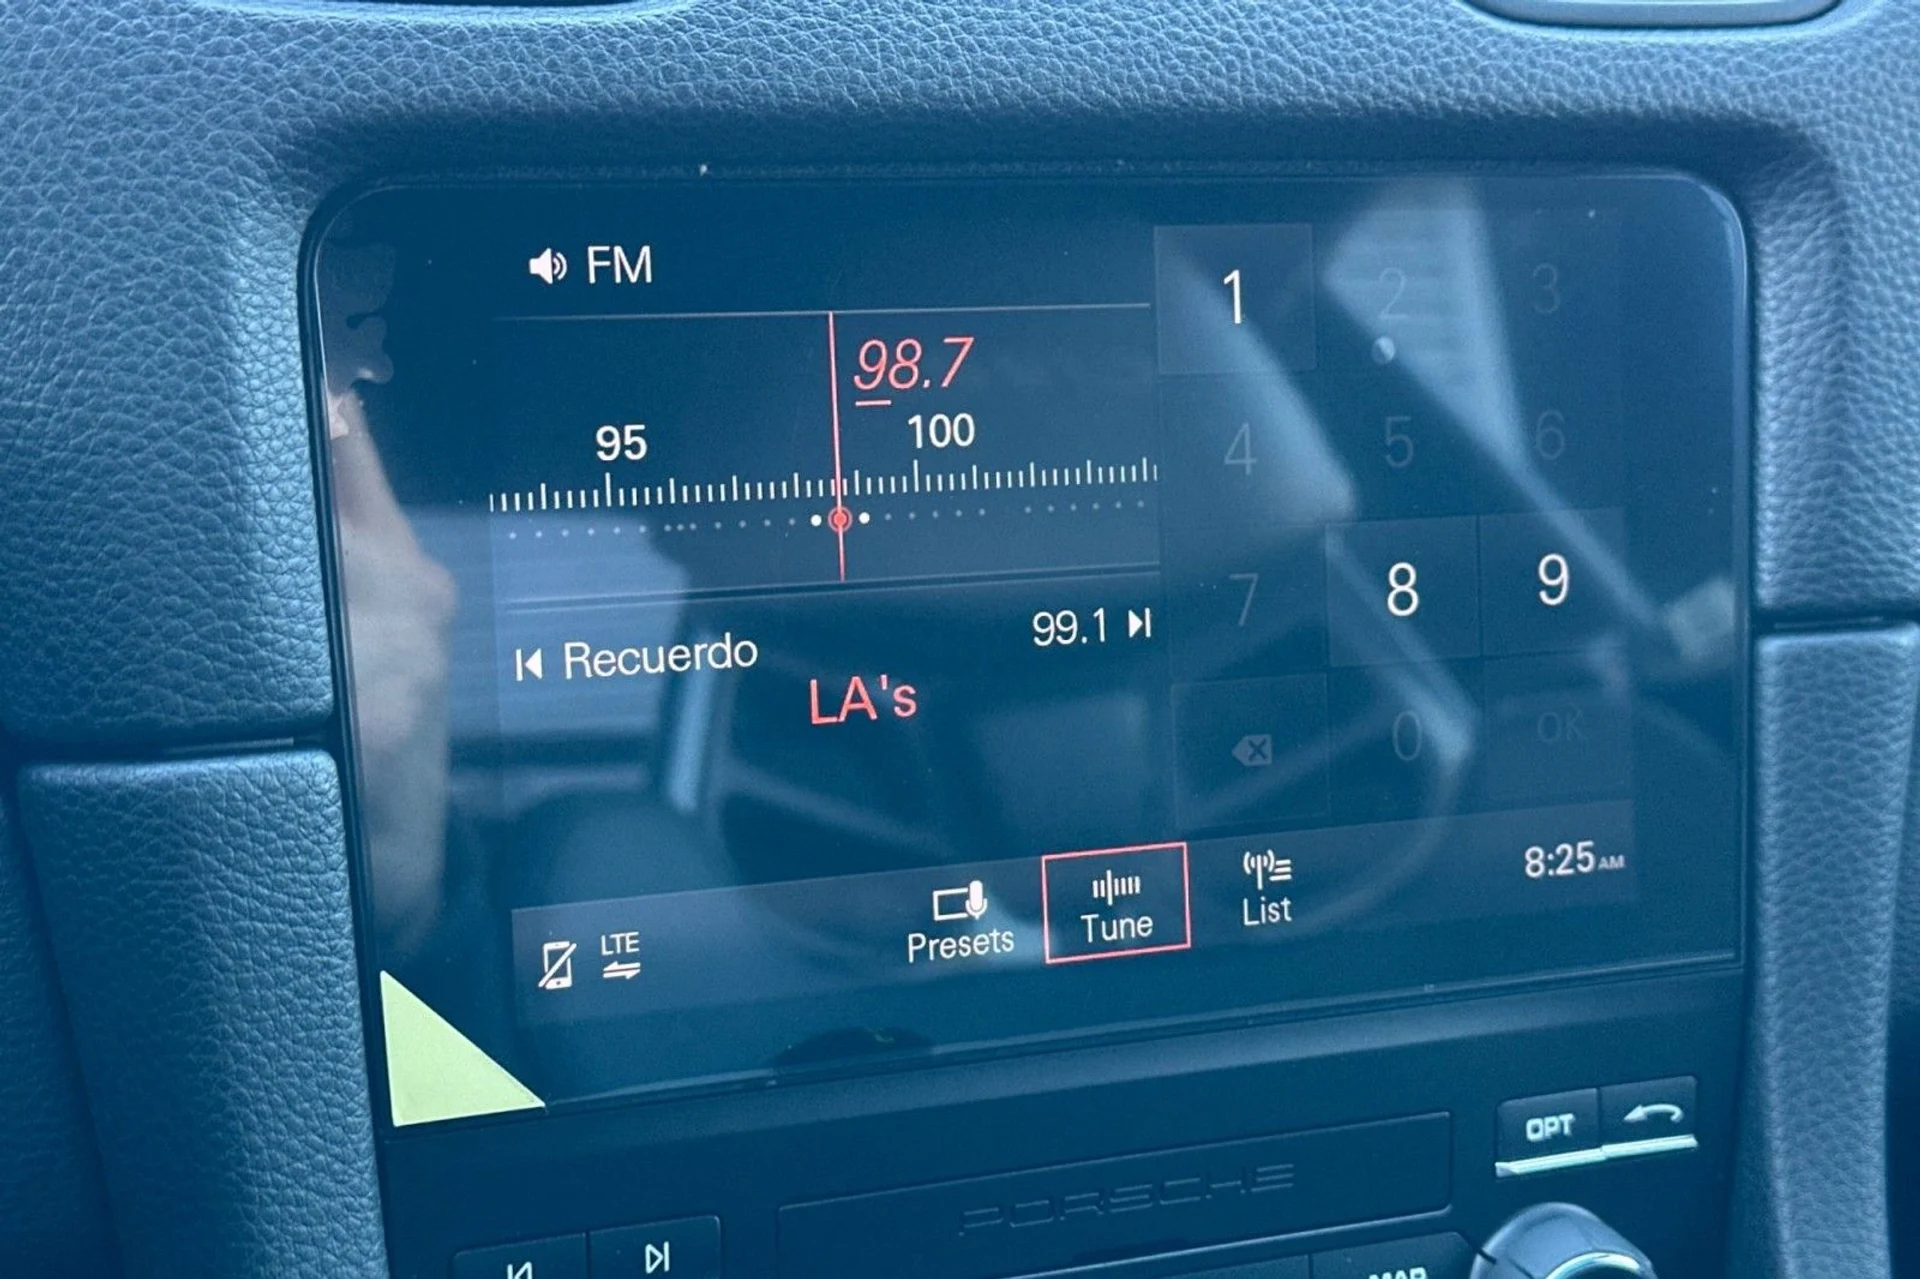 FM
98.7
95 100
Recuerdo
99.1
LA's
1 2 3
4 5 6
7 8 9
0 OK
LTE
Presets
Tune
List
8:25 AM
OPT
PORSCHE
MAP